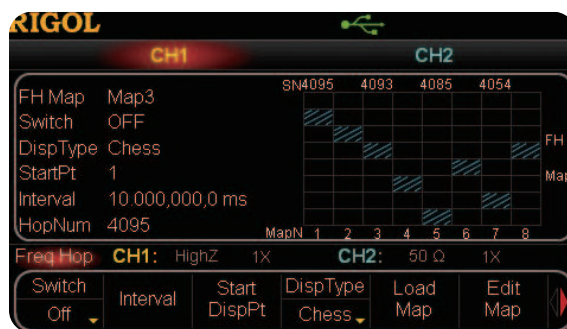 RIGOL
CH1 CH2
SN4095 4093 4085 4054
FH Map Map3
Switch OFF
DispType Chess
StartPt 1
Interval 10.000,000,0 ms
HopNum 4095
FH
Map
MapN 1 2 3 4 5 6 7 8
Freq Hop CH1: HighZ 1X CH2: 50 Ω 1X
Switch Interval Start DispPt DispType Load Map Edit Map
Off Chess